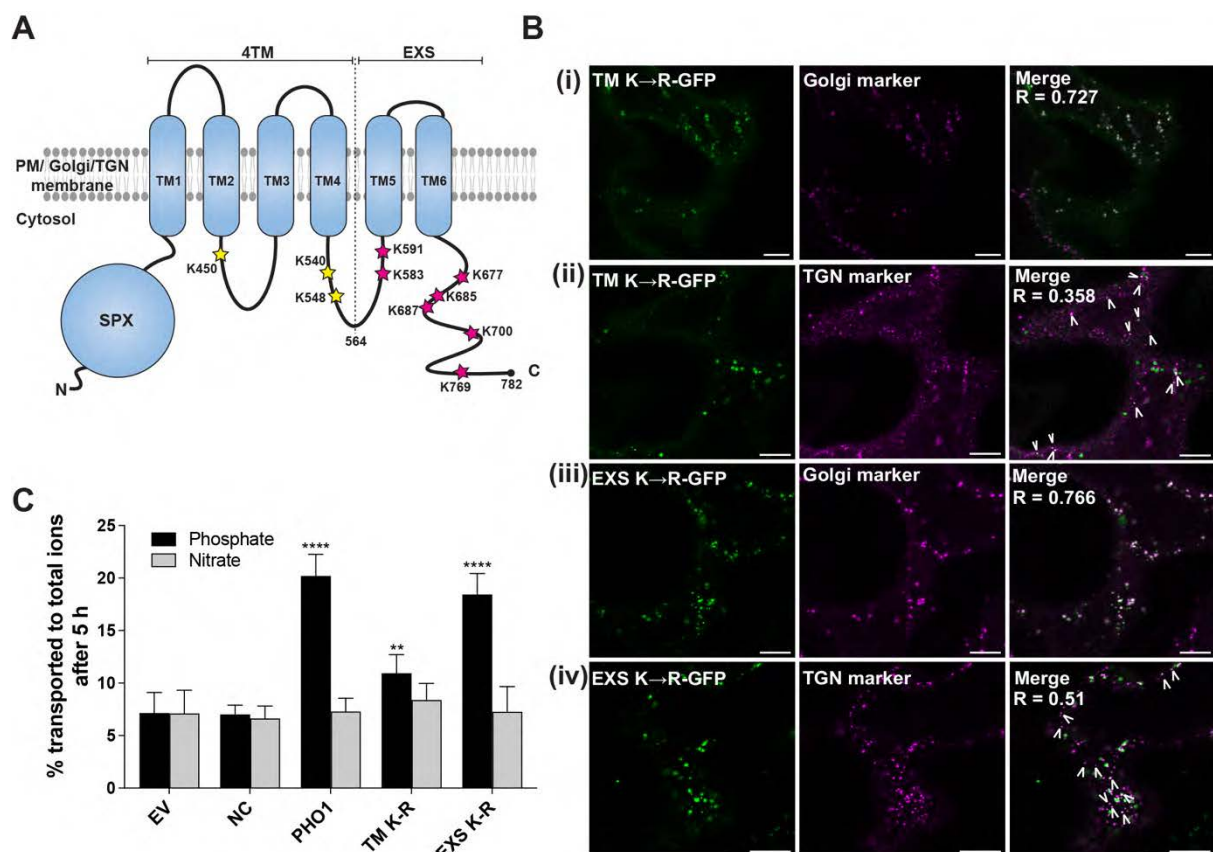 A
4TM
EXS
PM/ Golgi/TGN
membrane
Cytosol
TM1
TM2
TM3
TM4
TM5
TM6
K450
K540
K548
K591
K583
K677
K685
K687
K700
K769
564
782
SPX
N
C
B
(i)
TM K→R-GFP
Golgi marker
Merge
R = 0.727
(ii)
TM K→R-GFP
TGN marker
Merge
R = 0.358
(iii)
EXS K→R-GFP
Golgi marker
Merge
R = 0.766
(iv)
EXS K→R-GFP
TGN marker
Merge
R = 0.51
C
% transported to total ions
after 5 h
25
20
15
10
5
0
Phosphate
Nitrate
****
**
****
EV
NC
PHO1
TM K-R
EXS K-R